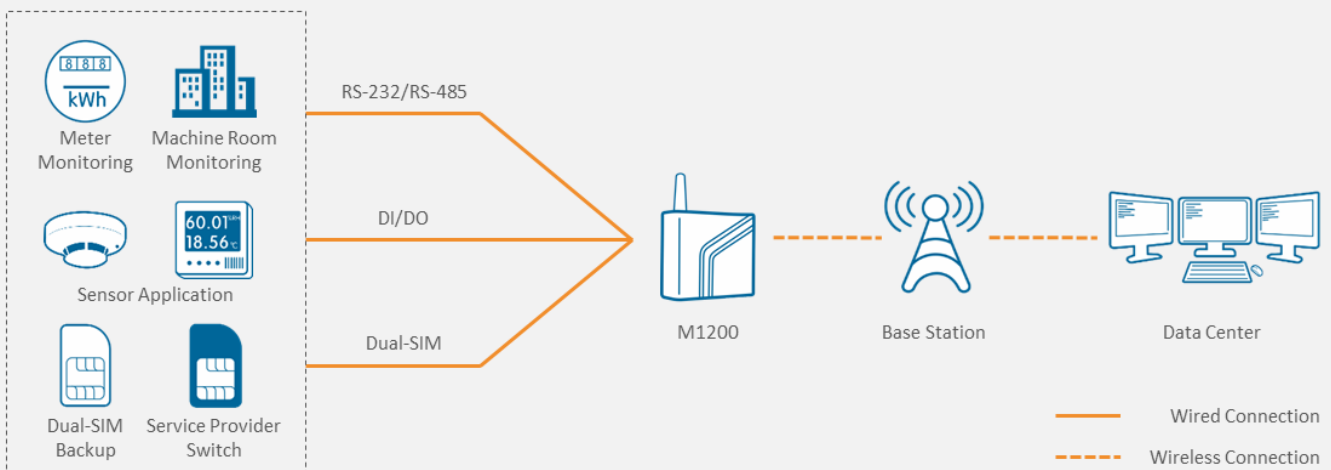 888
kWh
Meter
Monitoring
Machine Room
Monitoring
60.01
18.56℃
Sensor Application
Dual-SIM
Backup
Service Provider
Switch
RS-232/RS-485
DI/DO
Dual-SIM
M1200
Base Station
Data Center
Wired Connection
Wireless Connection